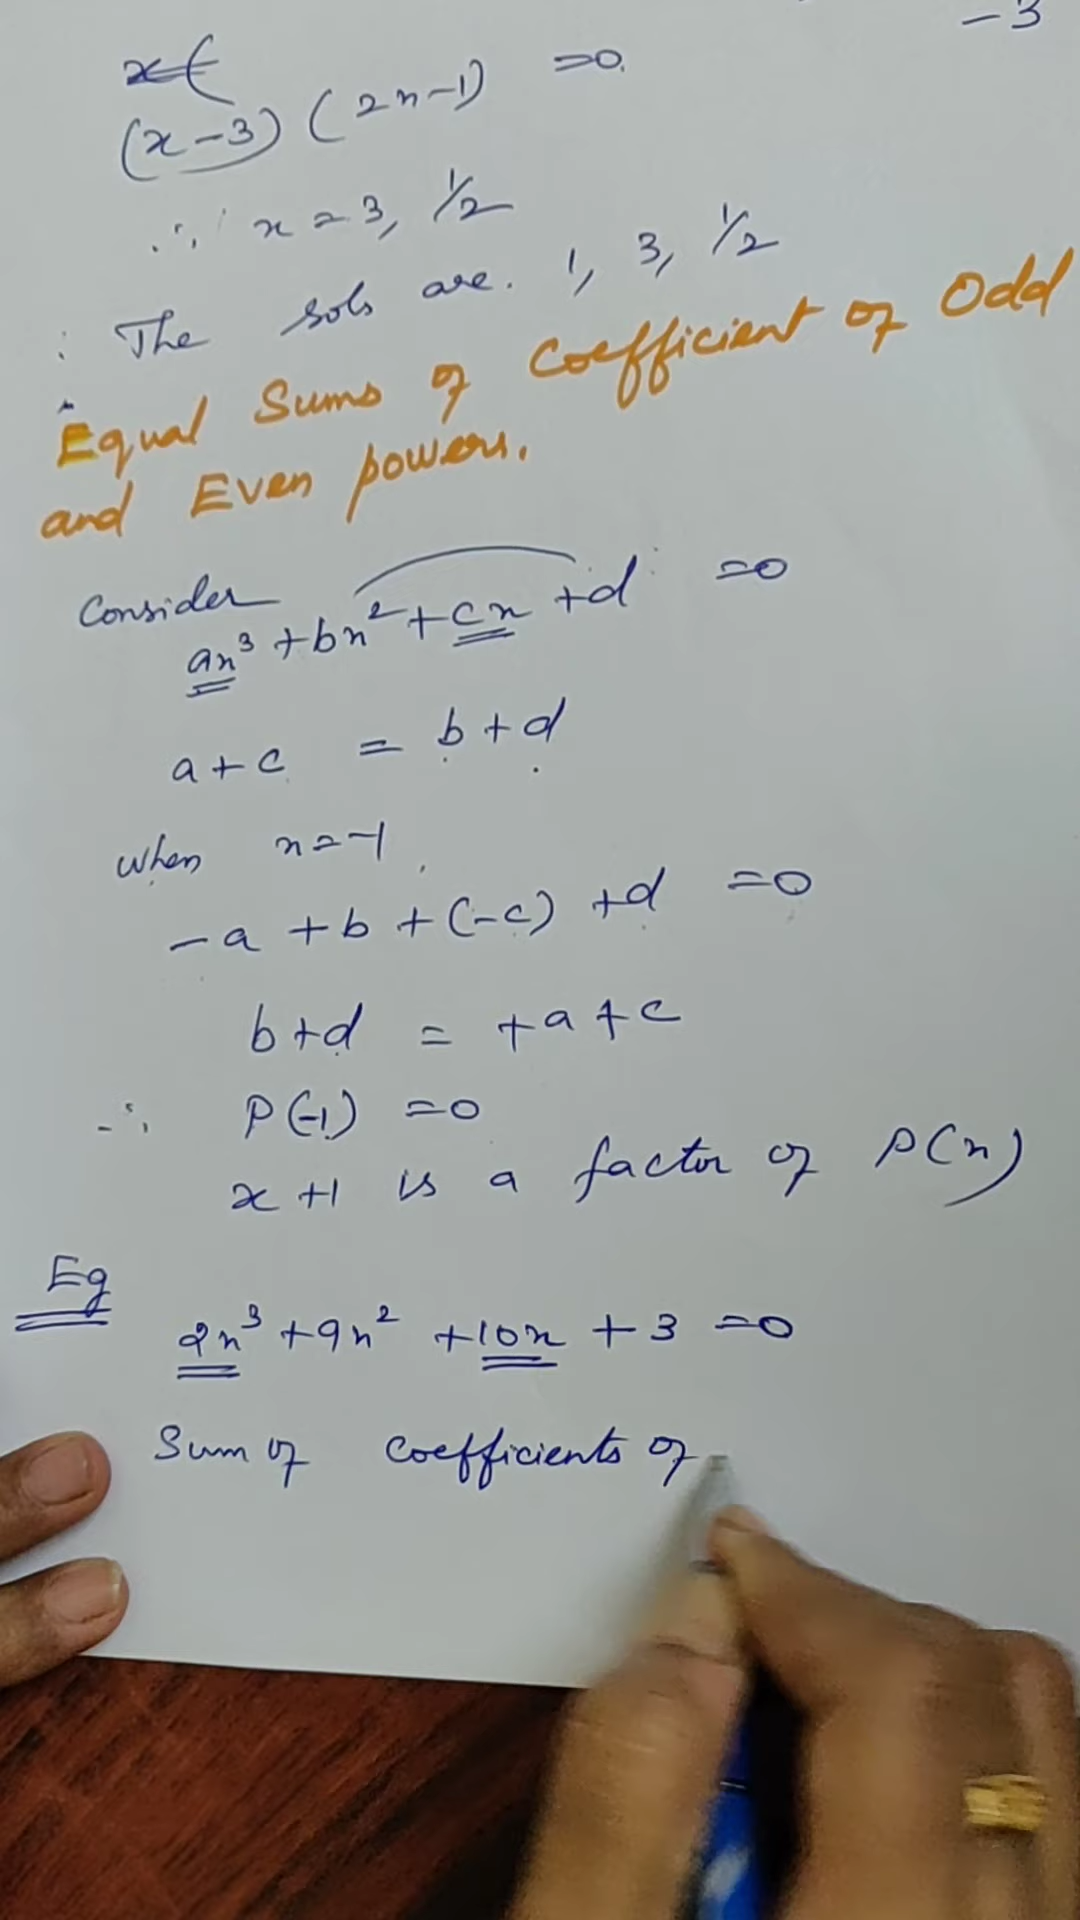 -3
(x-3) (2x-1) =0.
∴ x = 3, 1/2
∴ The sols are. 1, 3, 1/2
Equal Sums of Coefficient of Odd
and Even powers.
Consider
ax³ + bx² + cx + d = 0
a + c = b + d
when x = -1
-a + b + (-c) + d = 0
b + d = +a + c
∴ P(-1) = 0
x + 1 is a factor of P(x)
Eg
2x³ + 9x² + 10x + 3 = 0
Sum of coefficients of